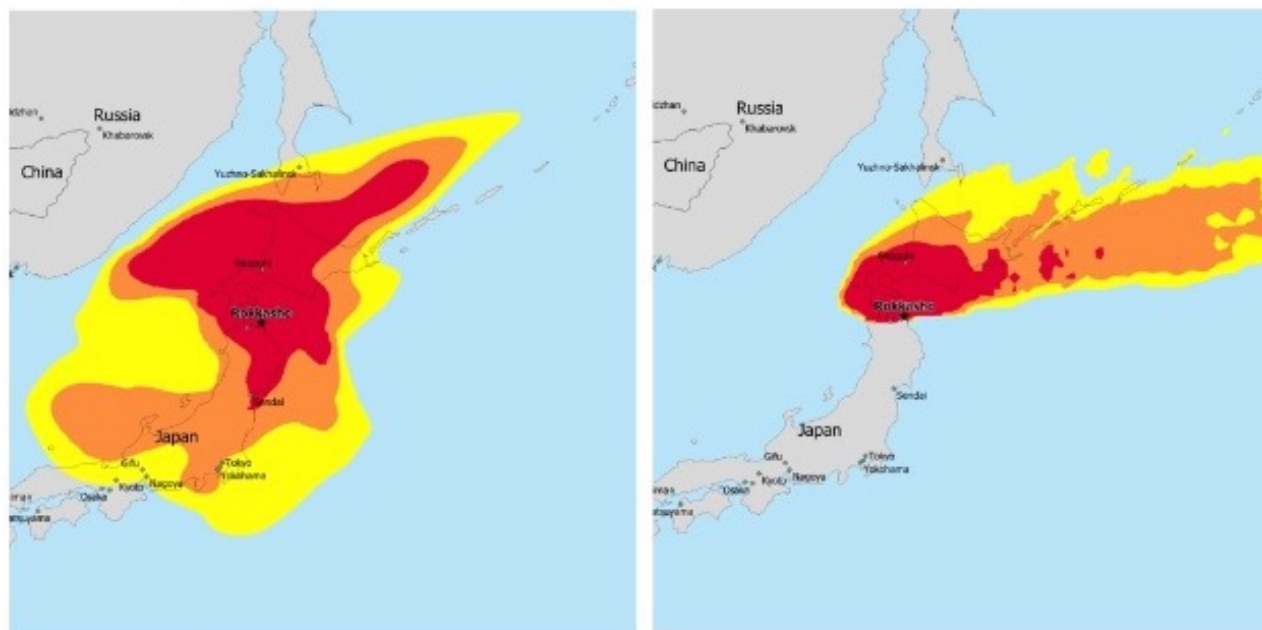 Russia
Khabarovsk
China
Yuzhno-Sakhalinsk
Rokkasho
Sendai
Japan
Gifu
Tokyo
Yokohama
Nagoya
Kyoto
Osaka
dzhan
Russia
Khabarovsk
China
Yuzhno-Sakhalinsk
Rokkasho
Sendai
Japan
Gifu
Tokyo
Yokohama
Nagoya
Kyoto
Osaka